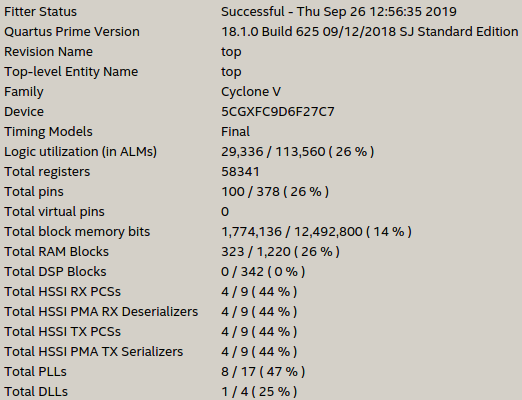 Fitter Status Successful - Thu Sep 26 12:56:35 2019
Quartus Prime Version 18.1.0 Build 625 09/12/2018 SJ Standard Edition
Revision Name top
Top-level Entity Name top
Family Cyclone V
Device 5CGXFC9D6F27C7
Timing Models Final
Logic utilization (in ALMs) 29,336 / 113,560 ( 26 % )
Total registers 58341
Total pins 100 / 378 ( 26 % )
Total virtual pins 0
Total block memory bits 1,774,136 / 12,492,800 ( 14 % )
Total RAM Blocks 323 / 1,220 ( 26 % )
Total DSP Blocks 0 / 342 ( 0 % )
Total HSSI RX PCSs 4 / 9 ( 44 % )
Total HSSI PMA RX Deserializers 4 / 9 ( 44 % )
Total HSSI TX PCSs 4 / 9 ( 44 % )
Total HSSI PMA TX Serializers 4 / 9 ( 44 % )
Total PLLs 8 / 17 ( 47 % )
Total DLLs 1 / 4 ( 25 % )